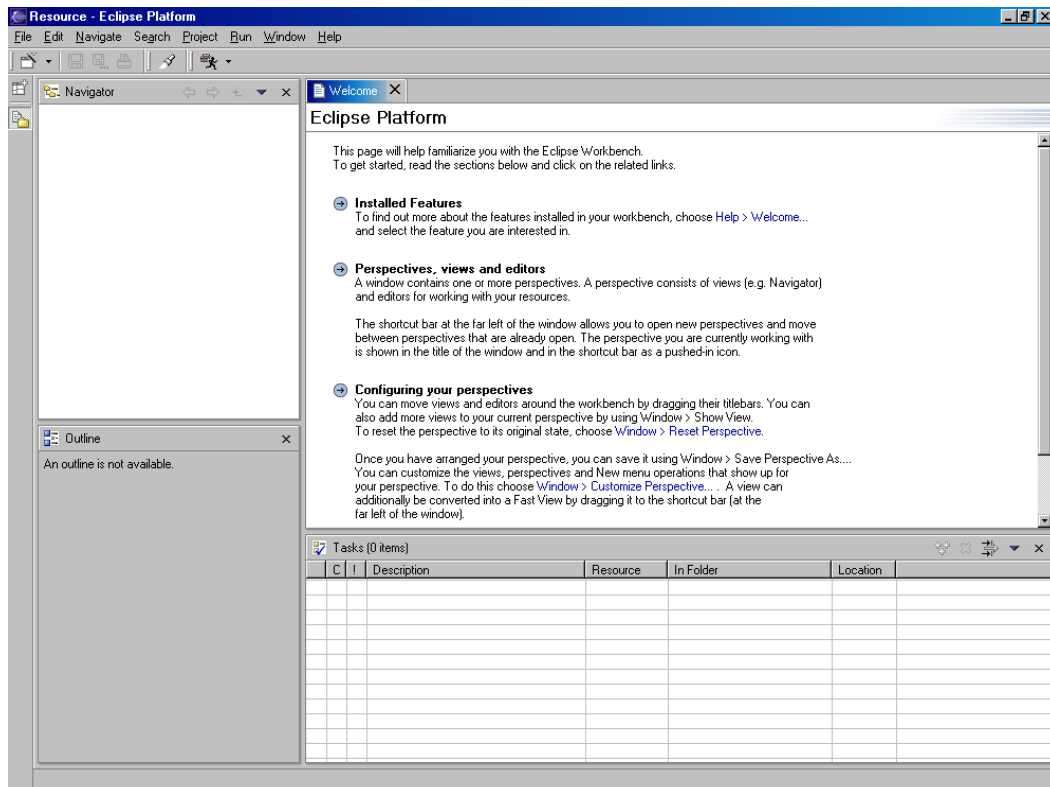 Resource - Eclipse Platform
File Edit Navigate Search Project Run Window Help
Navigator
Welcome
Eclipse Platform
This page will help familiarize you with the Eclipse Workbench.
To get started, read the sections below and click on the related links.
Installed Features
To find out more about the features installed in your workbench, choose Help > Welcome...
and select the feature you are interested in.
Perspectives, views and editors
A window contains one or more perspectives. A perspective consists of views (e.g. Navigator)
and editors for working with your resources.
The shortcut bar at the far left of the window allows you to open new perspectives and move
between perspectives that are already open. The perspective you are currently working with
is shown in the title of the window and in the shortcut bar as a pushed-in icon.
Configuring your perspectives
You can move views and editors around the workbench by dragging their titlebars. You can
also add more views to your current perspective by using Window > Show View.
To reset the perspective to its original state, choose Window > Reset Perspective.
Once you have arranged your perspective, you can save it using Window > Save Perspective As....
You can customize the views, perspectives and New menu operations that show up for
your perspective. To do this choose Window > Customize Perspective... . A view can
additionally be converted into a Fast View by dragging it to the shortcut bar (at the
far left of the window).
Outline
An outline is not available.
Tasks (0 items)
C ! Description Resource In Folder Location